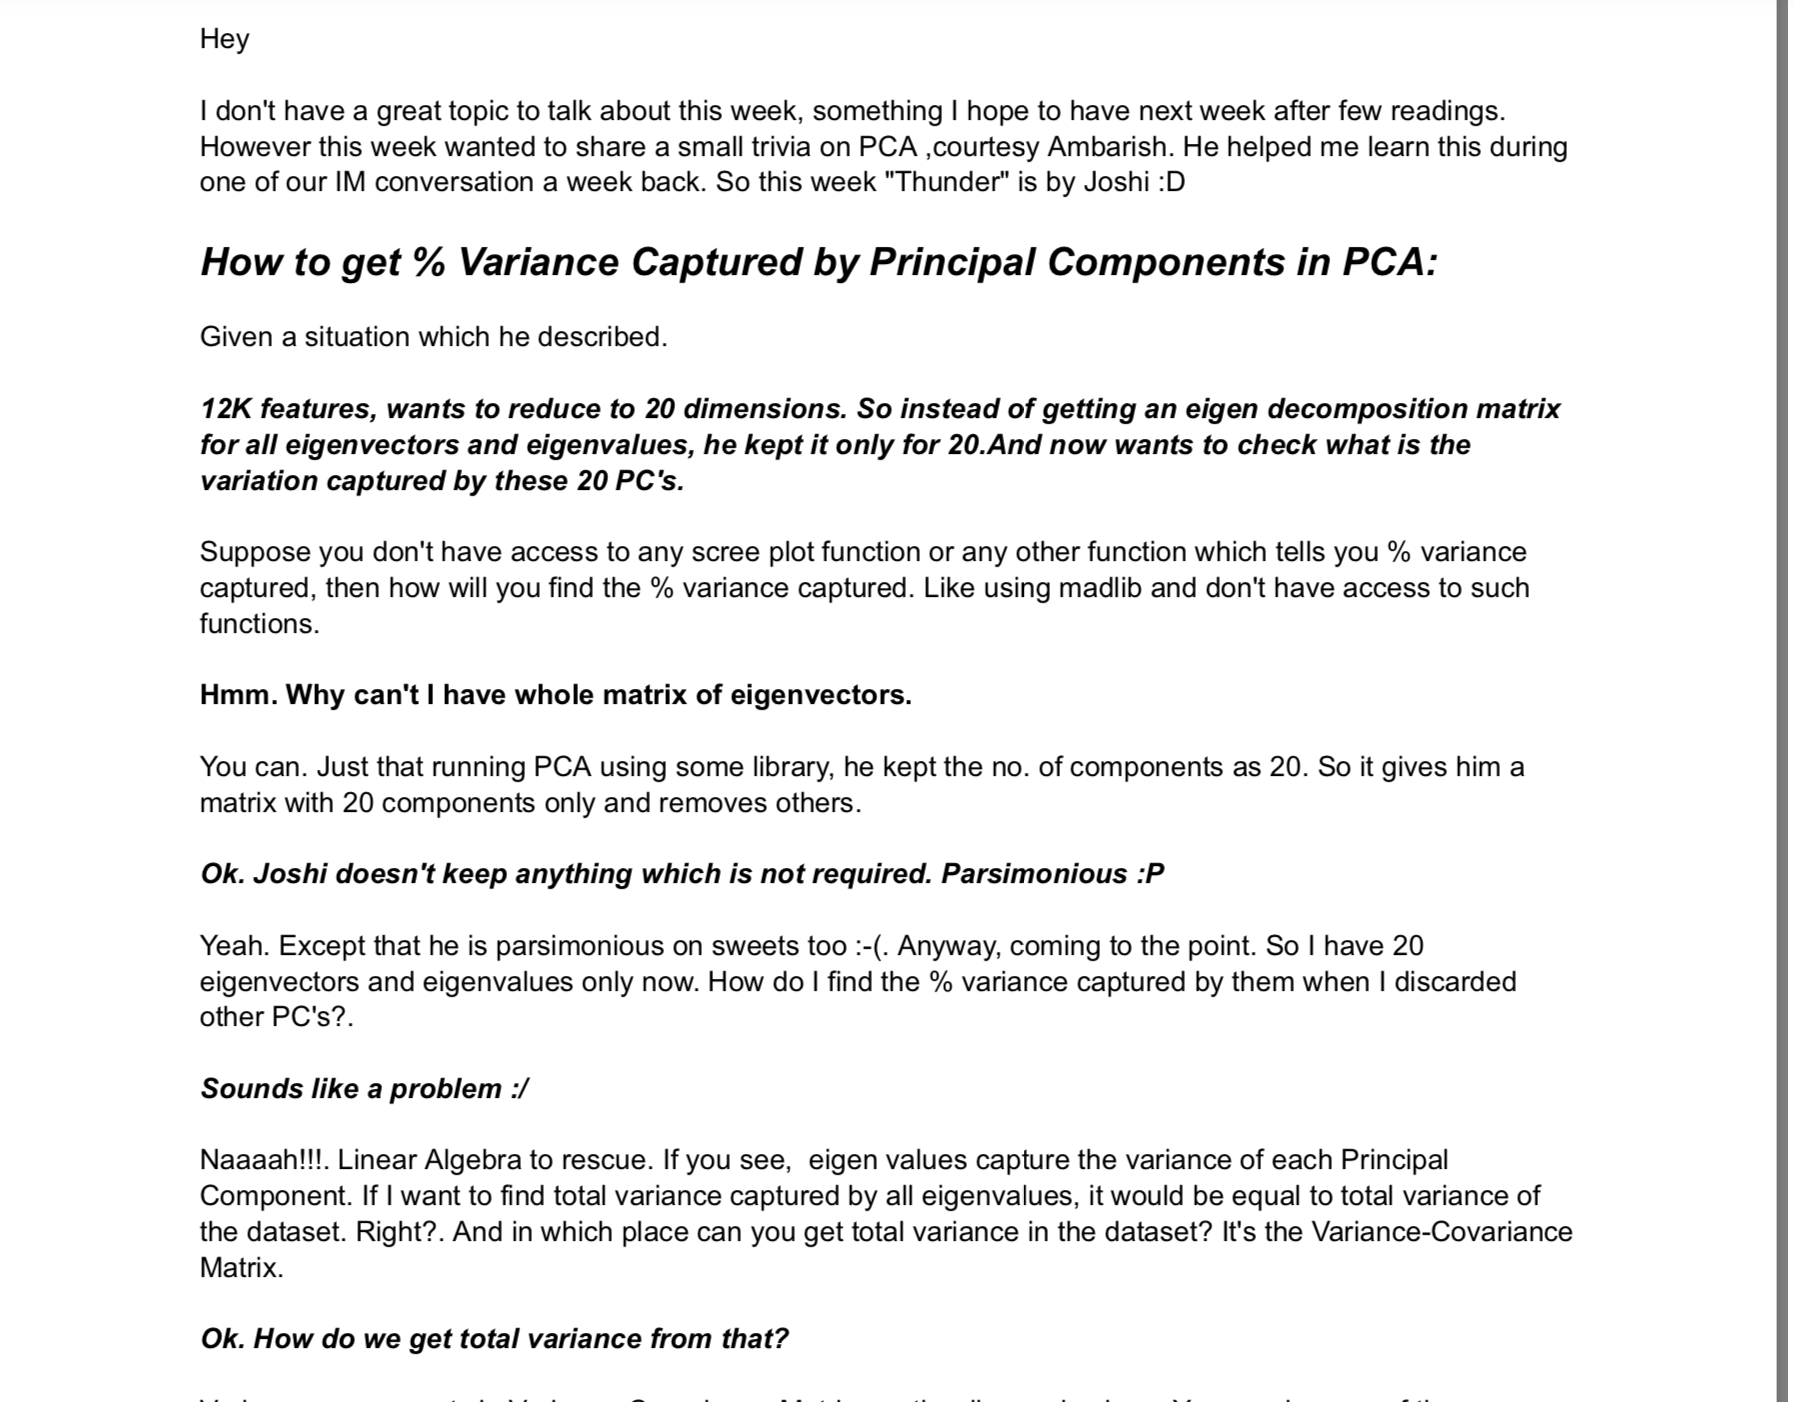 Hey
I don't have a great topic to talk about this week, something I hope to have next week after few readings.
However this week wanted to share a small trivia on PCA ,courtesy Ambarish. He helped me learn this during
one of our IM conversation a week back. So this week "Thunder" is by Joshi :D
How to get % Variance Captured by Principal Components in PCA:
Given a situation which he described.
12K features, wants to reduce to 20 dimensions. So instead of getting an eigen decomposition matrix
for all eigenvectors and eigenvalues, he kept it only for 20.And now wants to check what is the
variation captured by these 20 PC's.
Suppose you don't have access to any scree plot function or any other function which tells you % variance
captured, then how will you find the % variance captured. Like using madlib and don't have access to such
functions.
Hmm. Why can't I have whole matrix of eigenvectors.
You can. Just that running PCA using some library, he kept the no. of components as 20. So it gives him a
matrix with 20 components only and removes others.
Ok. Joshi doesn't keep anything which is not required. Parsimonious :P
Yeah. Except that he is parsimonious on sweets too :-(. Anyway, coming to the point. So I have 20
eigenvectors and eigenvalues only now. How do I find the % variance captured by them when I discarded
other PC's?.
Sounds like a problem :/
Naaaah!!!. Linear Algebra to rescue. If you see,  eigen values capture the variance of each Principal
Component. If I want to find total variance captured by all eigenvalues, it would be equal to total variance of
the dataset. Right?. And in which place can you get total variance in the dataset? It's the Variance-Covariance
Matrix.
Ok. How do we get total variance from that?